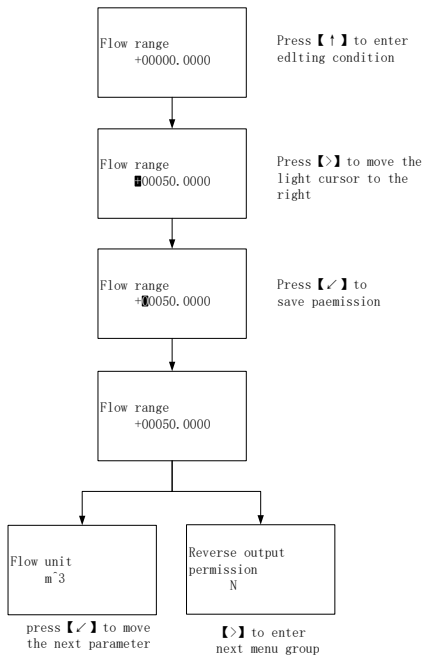 Flow range
+00000.0000
Press【↑】to enter
edlting condition
Flow range
+00050.0000
Press【>】to move the
light cursor to the
right
Flow range
+00050.0000
Press【↙】to
save paemission
Flow range
+00050.0000
Flow unit
m^3
Reverse output
permission
N
press【↙】to move
the next parameter
【>】to enter
next menu group